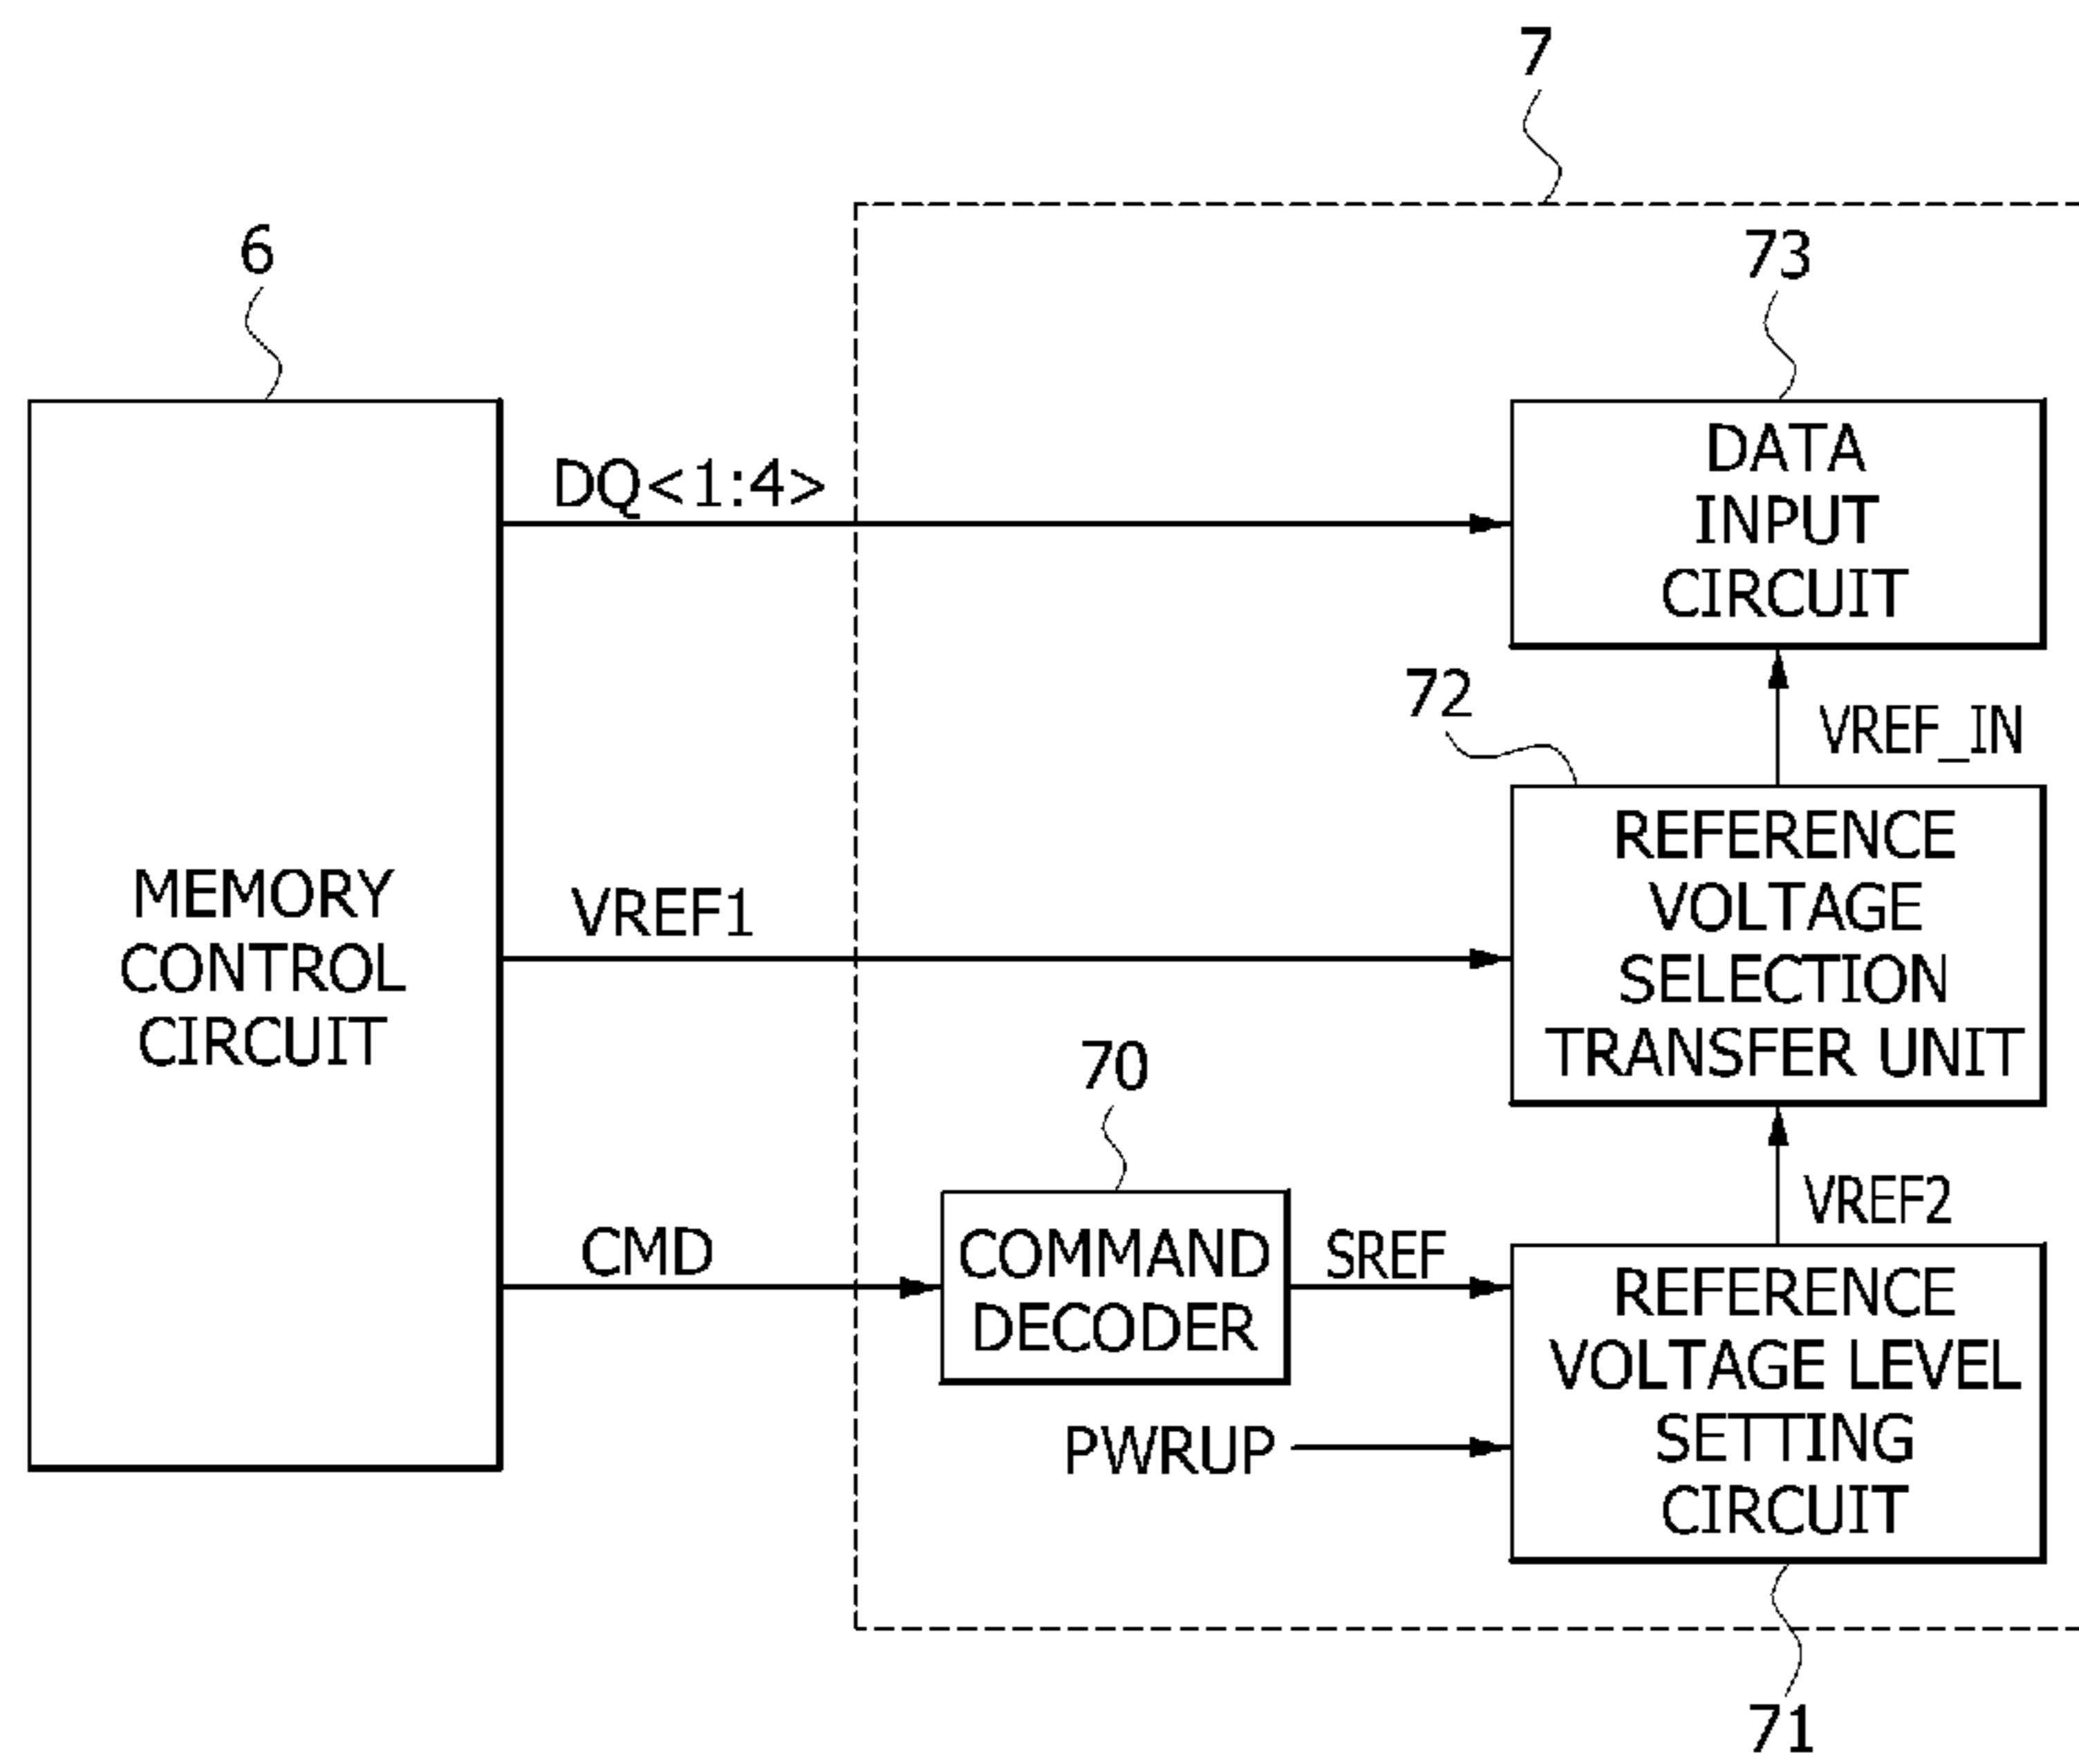 7
6
73
DATA
INPUT
CIRCUIT
DQ<1:4>
72
VREF_IN
MEMORY
CONTROL
CIRCUIT
VREF1
REFERENCE
VOLTAGE
SELECTION
TRANSFER UNIT
70
VREF2
CMD
COMMAND
DECODER
SREF
PWRUP
REFERENCE
VOLTAGE LEVEL
SETTING
CIRCUIT
71